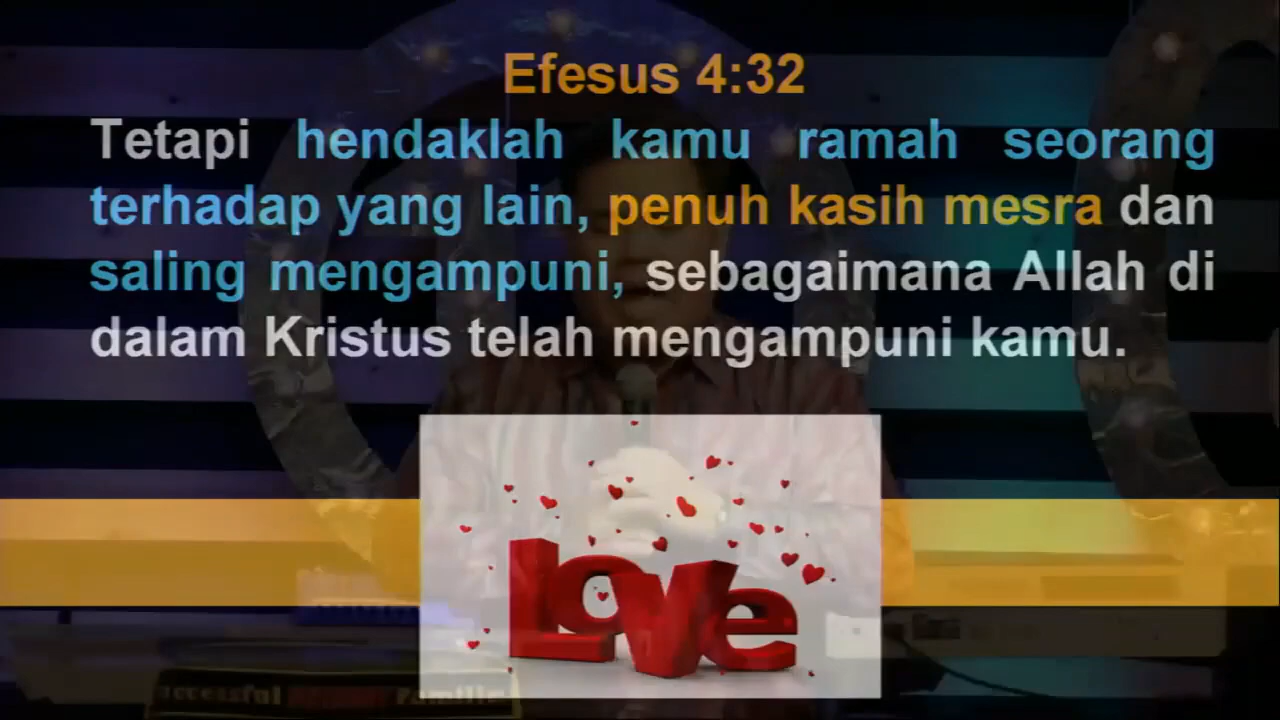 Efesus 4:32
Tetapi hendaklah kamu ramah seorang
terhadap yang lain, penuh kasih mesra dan
saling mengampuni, sebagaimana Allah di
dalam Kristus telah mengampuni kamu.
Love